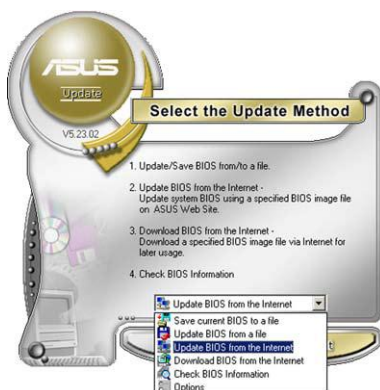 ASUS
Update
V5.23.02
Select the Update Method
1. Update/Save BIOS from/to a file.
2. Update BIOS from the Internet -
Update system BIOS using a specified BIOS image file
on ASUS Web Site.
3. Download BIOS from the Internet -
Download a specified BIOS image file via Internet for
later usage.
4. Check BIOS Information
Update BIOS from the Internet
Save current BIOS to a file
Update BIOS from a file
Update BIOS from the Internet
Download BIOS from the Internet
Check BIOS Information
Options